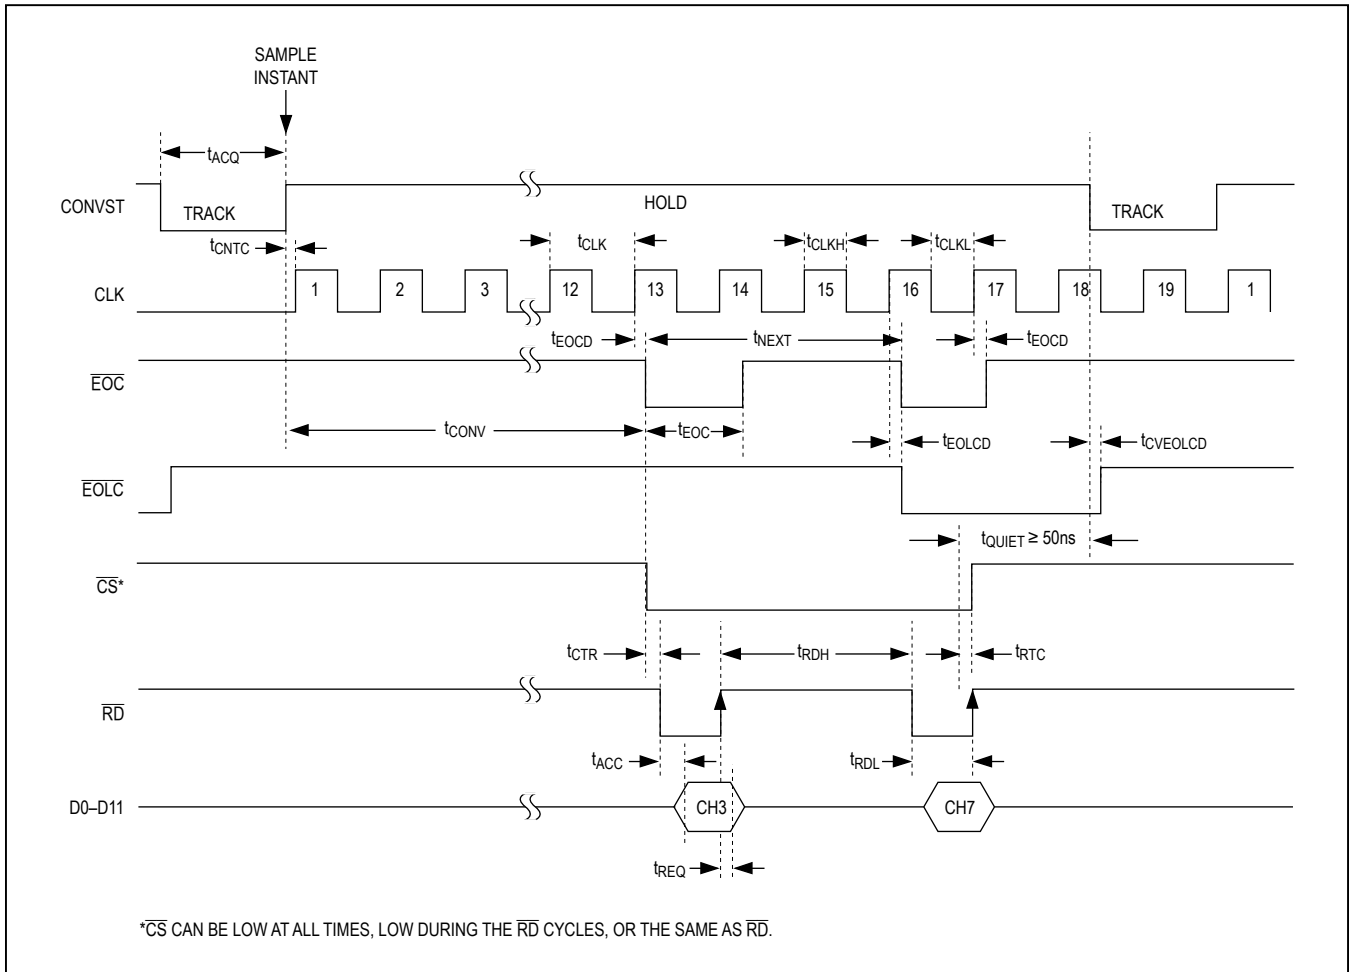 SAMPLE
INSTANT
tACQ
CONVST
TRACK
HOLD
TRACK
tCNTC
tCLK
tCLKH
tCLKL
CLK
1
2
3
12
13
14
15
16
17
18
19
1
tEOCD
tNEXT
tEOCD
EOC
tCONV
tEOC
tEOLCD
tCVEOLCD
EOLC
tQUIET ≥ 50ns
CS*
tCTR
tRDH
tRTC
RD
tACC
tRDL
D0–D11
CH3
CH7
tREQ
*CS CAN BE LOW AT ALL TIMES, LOW DURING THE RD CYCLES, OR THE SAME AS RD.